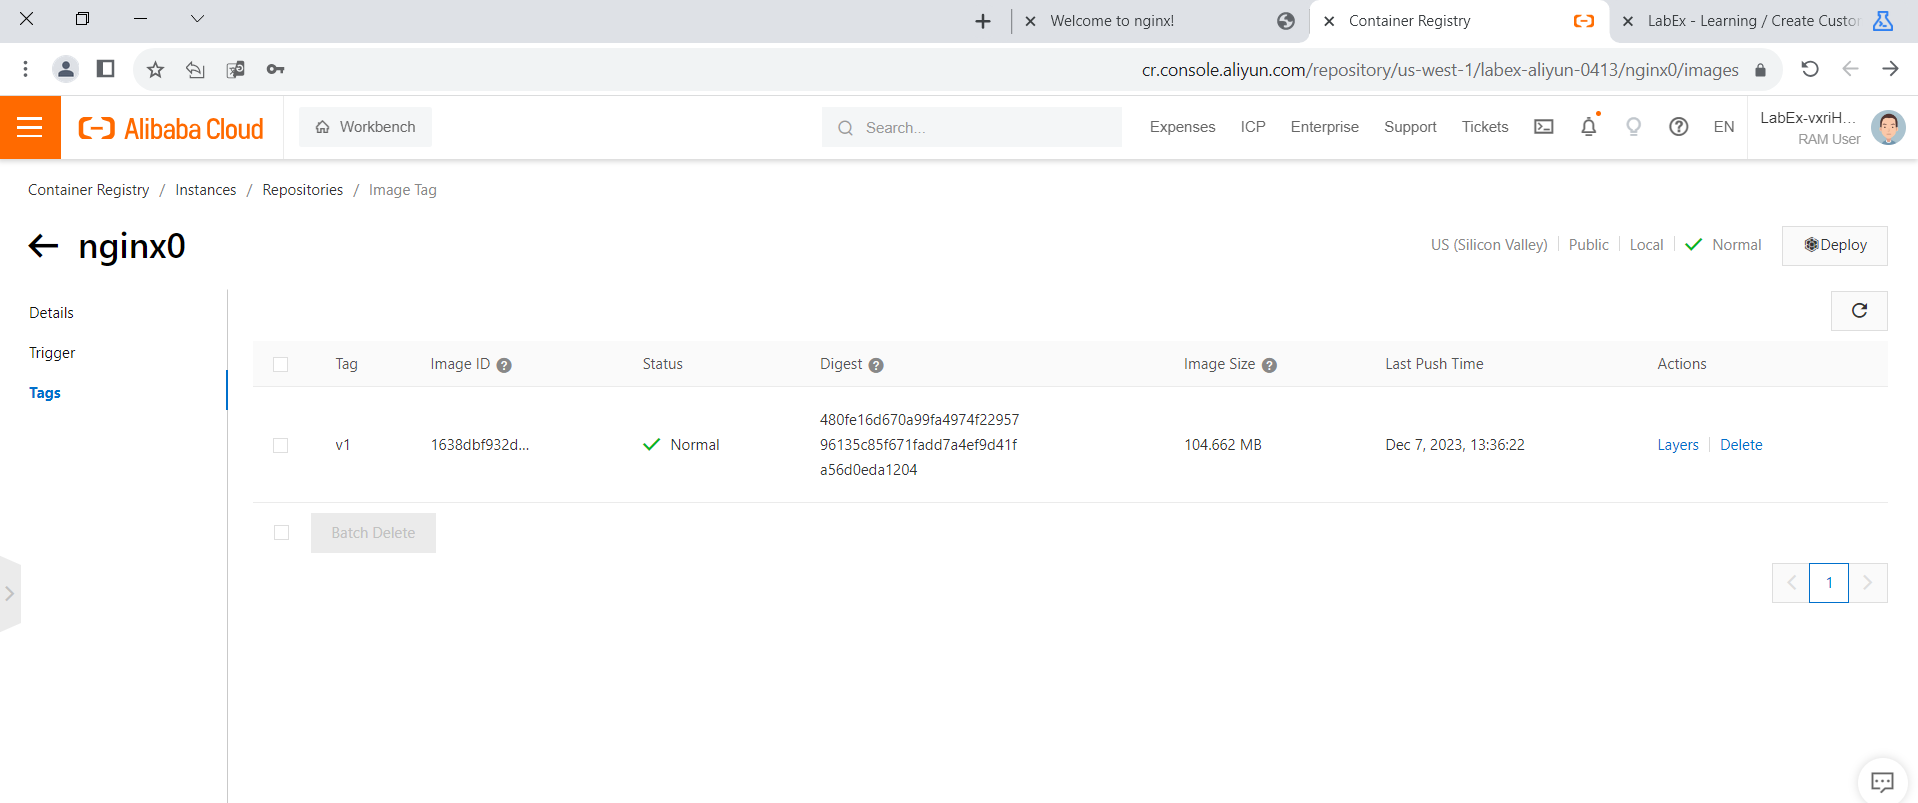 Welcome to nginx!
Container Registry
LabEx - Learning / Create Custor
cr.console.aliyun.com/repository/us-west-1/labex-aliyun-0413/nginx0/images
Alibaba Cloud
Workbench
Search...
Expenses
ICP
Enterprise
Support
Tickets
EN
LabEx-vxriH...
RAM User
Container Registry / Instances / Repositories / Image Tag
nginx0
US (Silicon Valley)
Public
Local
Normal
Deploy
Details
Trigger
Tags
Tag
Image ID
Status
Digest
Image Size
Last Push Time
Actions
v1
1638dbf932d...
Normal
480fe16d670a99fa4974f22957
96135c85f671fadd7a4ef9d41f
a56d0eda1204
104.662 MB
Dec 7, 2023, 13:36:22
Layers
Delete
Batch Delete
1